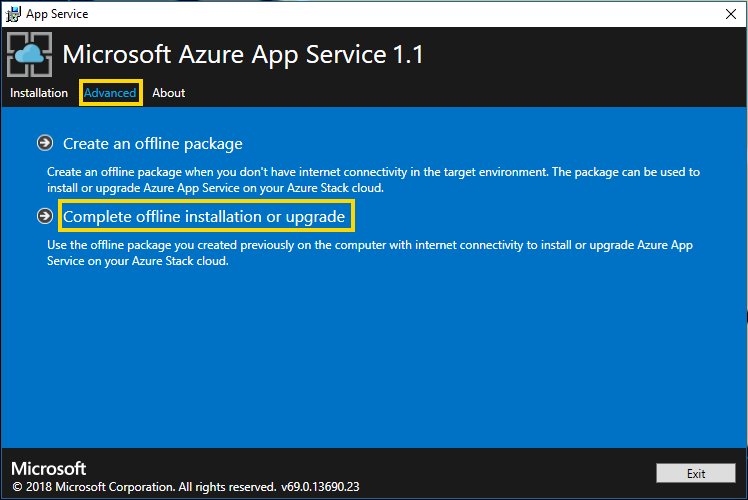 App Service
Microsoft Azure App Service 1.1
Installation Advanced About
Create an offline package
Create an offline package when you don't have internet connectivity in the target environment. The package can be used to
install or upgrade Azure App Service on your Azure Stack cloud.
Complete offline installation or upgrade
Use the offline package you created previously on the computer with internet connectivity to install or upgrade Azure App
Service on your Azure Stack cloud.
Microsoft
© 2018 Microsoft Corporation. All rights reserved. v69.0.13690.23
Exit